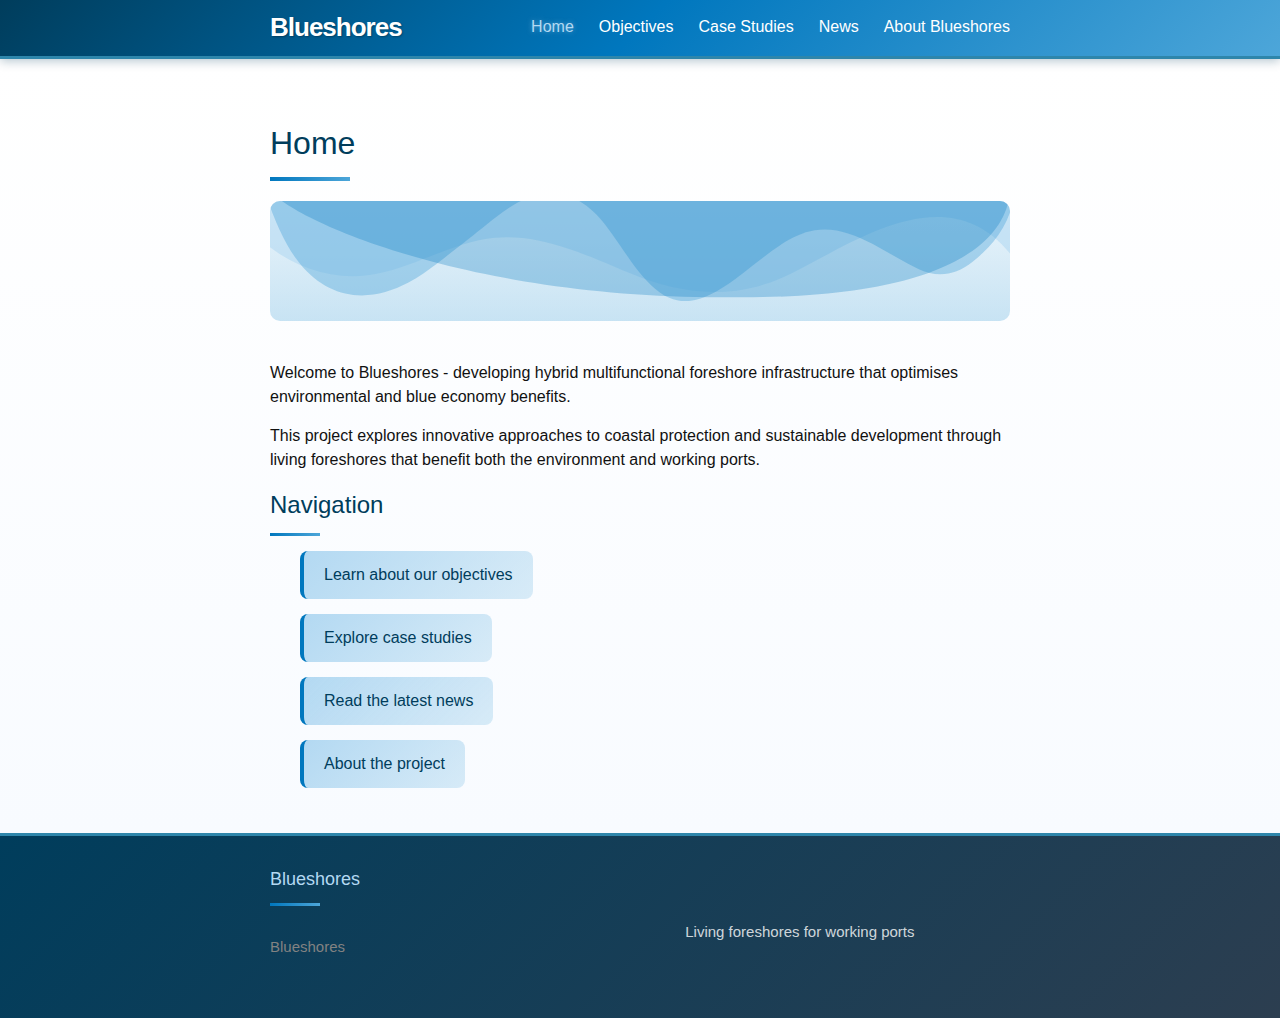 Blueshores
Home Objectives Case Studies News About Blueshores
Home
Welcome to Blueshores - developing hybrid multifunctional foreshore infrastructure that optimises
environmental and blue economy benefits.
This project explores innovative approaches to coastal protection and sustainable development through
living foreshores that benefit both the environment and working ports.
Navigation
Learn about our objectives
Explore case studies
Read the latest news
About the project
Blueshores
Blueshores
Living foreshores for working ports